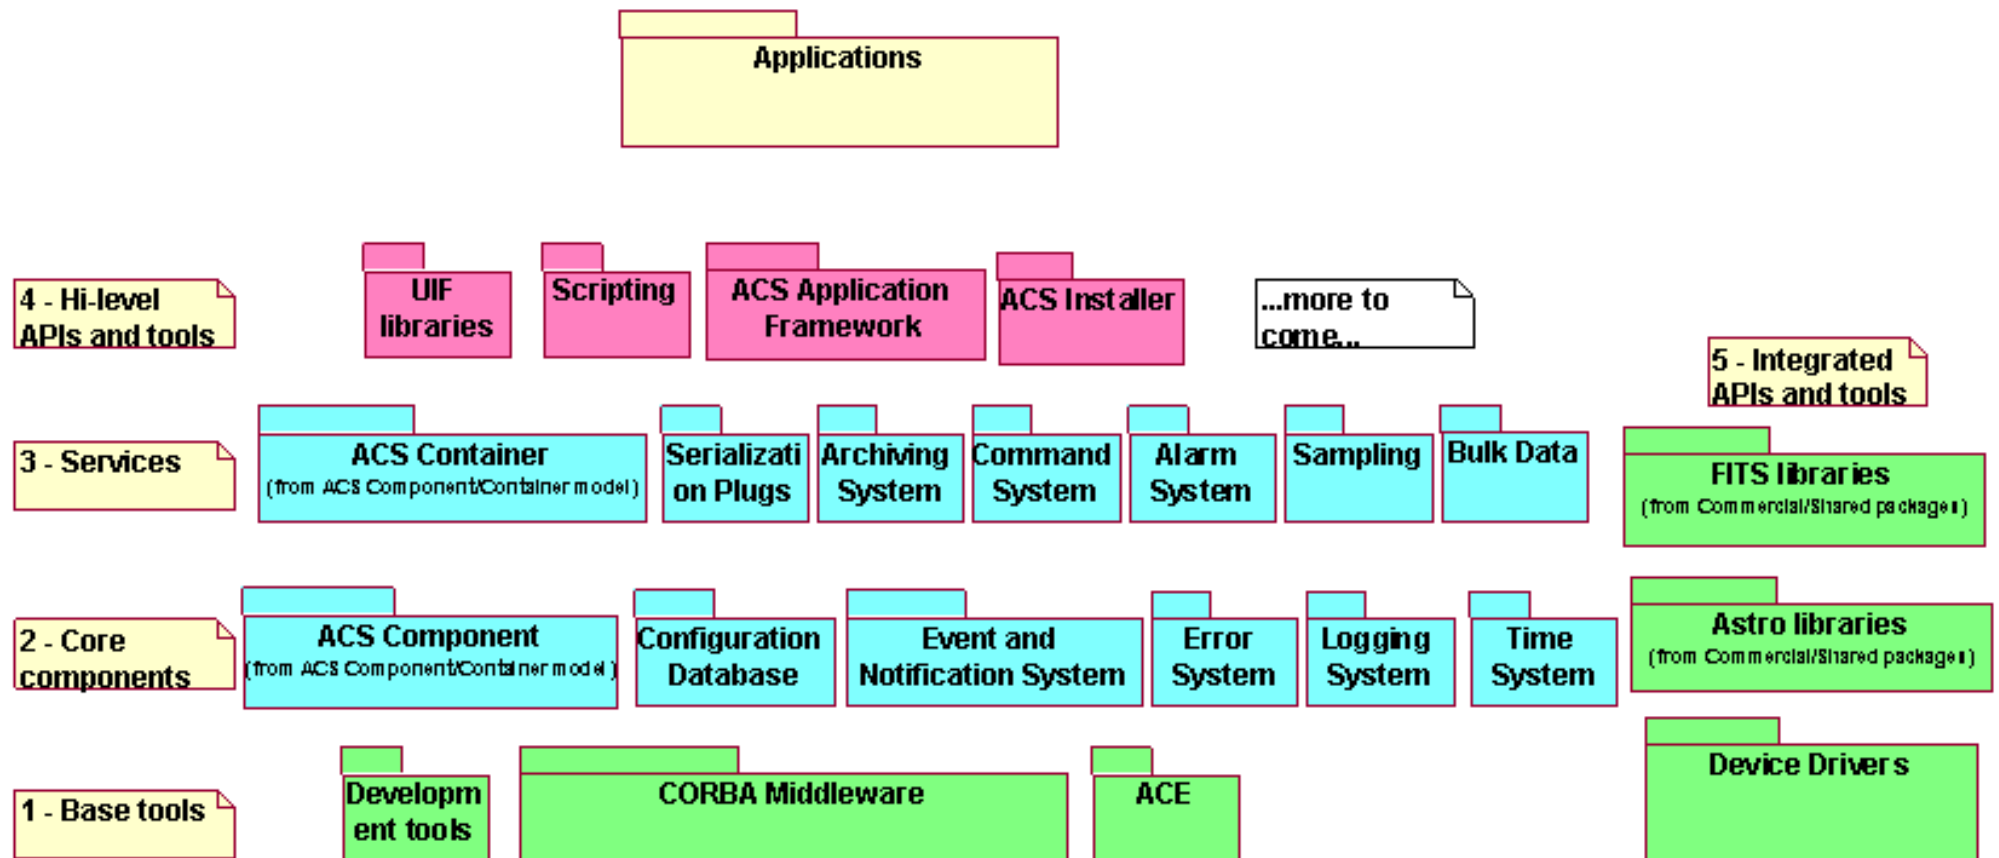 Applications
4 - Hi-level
APIs and tools
UIF
libraries
Scripting
ACS Application
Framework
ACS Installer
...more to
come...
5 - Integrated
APIs and tools
3 - Services
ACS Container
(from ACS Component/Container model)
Serializati
on Plugs
Archiving
System
Command
System
Alarm
System
Sampling
Bulk Data
FITS libraries
(from Commercial/Shared packages)
2 - Core
components
ACS Component
(from ACS Component/Container model)
Configuration
Database
Event and
Notification System
Error
System
Logging
System
Time
System
Astro libraries
(from Commercial/Shared packages)
1 - Base tools
Developm
ent tools
CORBA Middleware
ACE
Device Drivers